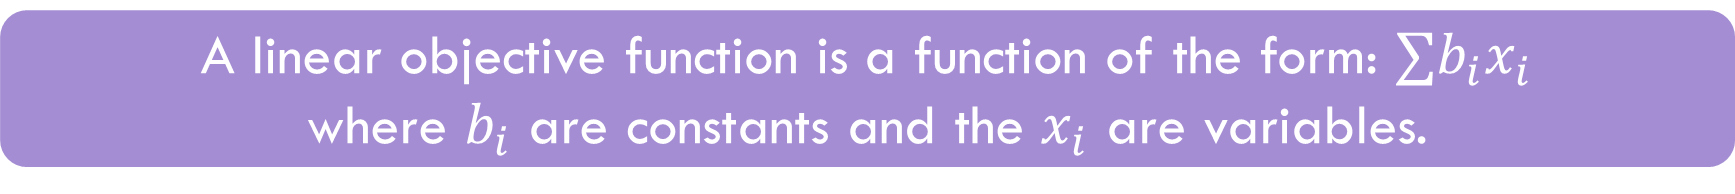 A linear objective function is a function of the form: ∑𝑏ᵢ𝑥ᵢ
where 𝑏ᵢ are constants and the 𝑥ᵢ are variables.